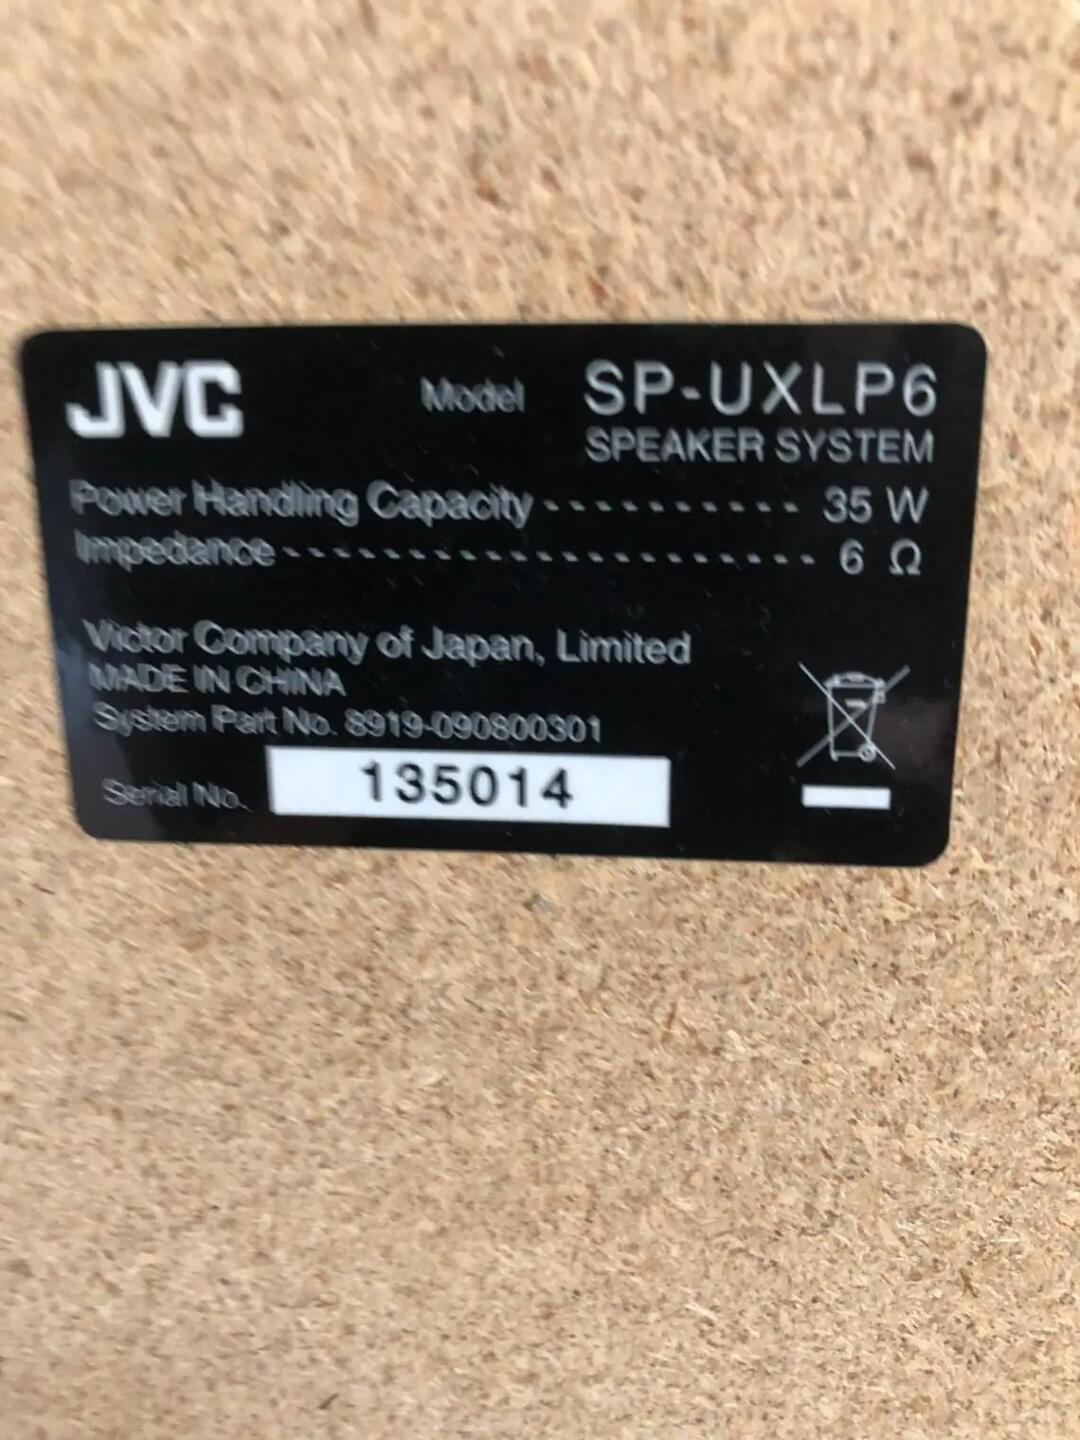 JVC Model SP-UXLP6
SPEAKER SYSTEM
Power Handling Capacity ---------- 35 W
Impedance -------------------- 6 Ω
Victor Company of Japan, Limited
MADE IN CHINA
System Part No. 8919-090800301
Serial No. 135014